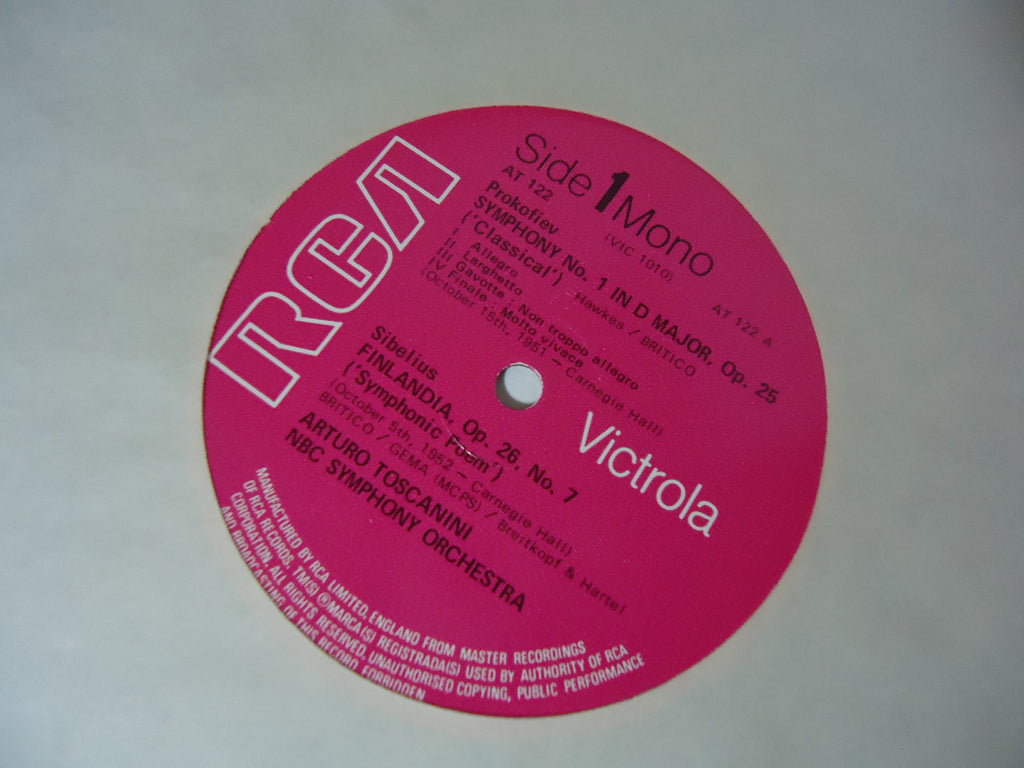 RCA
Side 1 Mono
AT 122
(VIC 1010)
AT 122 A
Prokofiev
SYMPHONY No. 1 IN D MAJOR, Op. 25
('Classical') Hawkes / BRITICO
I Allegro
II Larghetto
III Gavotte : Non troppo allegro
IV Finale : Molto vivace
(October 15th, 1951 – Carnegie Hall)
Victrola
Sibelius
FINLANDIA, Op. 26, No. 7
('Symphonic Poem')
(October 5th, 1952 – Carnegie Hall)
BRITICO / GEMA (MCPS) / Breitkopf & Hartel
ARTURO TOSCANINI
NBC SYMPHONY ORCHESTRA
MANUFACTURED BY RCA LIMITED, ENGLAND FROM MASTER RECORDINGS
OF RCA RECORDS, TM(S) ® MARCA(S) REGISTRADA(S) USED BY AUTHORITY OF RCA
CORPORATION, ALL RIGHTS RESERVED, UNAUTHORISED COPYING, PUBLIC PERFORMANCE
AND BROADCASTING OF THIS RECORD FORBIDDEN